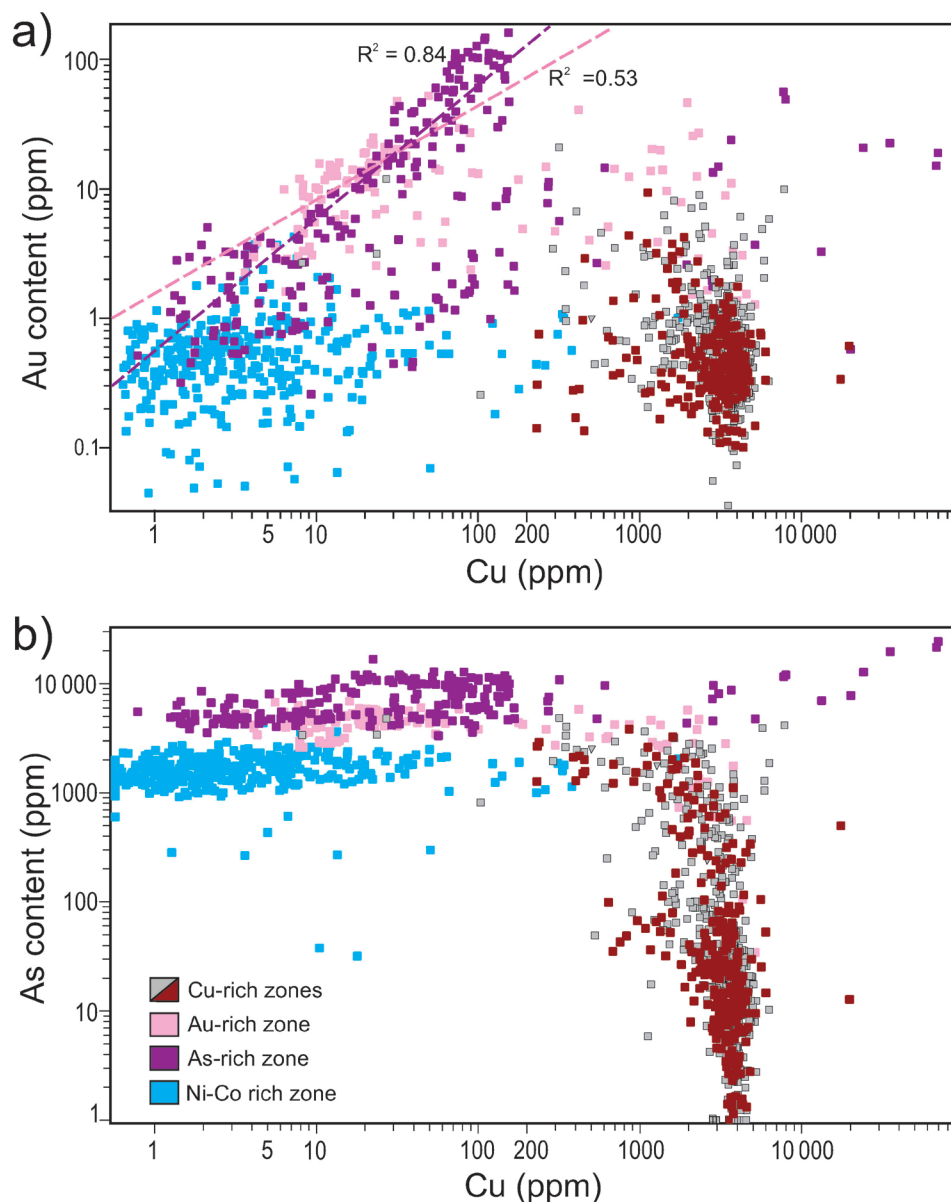 a)
R² = 0.84
R² =0.53
100
10
1
0.1
Au content (ppm)
1 5 10 100 200 1000 10 000
Cu (ppm)
b)
10 000
1000
100
10
1
As content (ppm)
Cu-rich zones
Au-rich zone
As-rich zone
Ni-Co rich zone
1 5 10 100 200 1000 10 000
Cu (ppm)